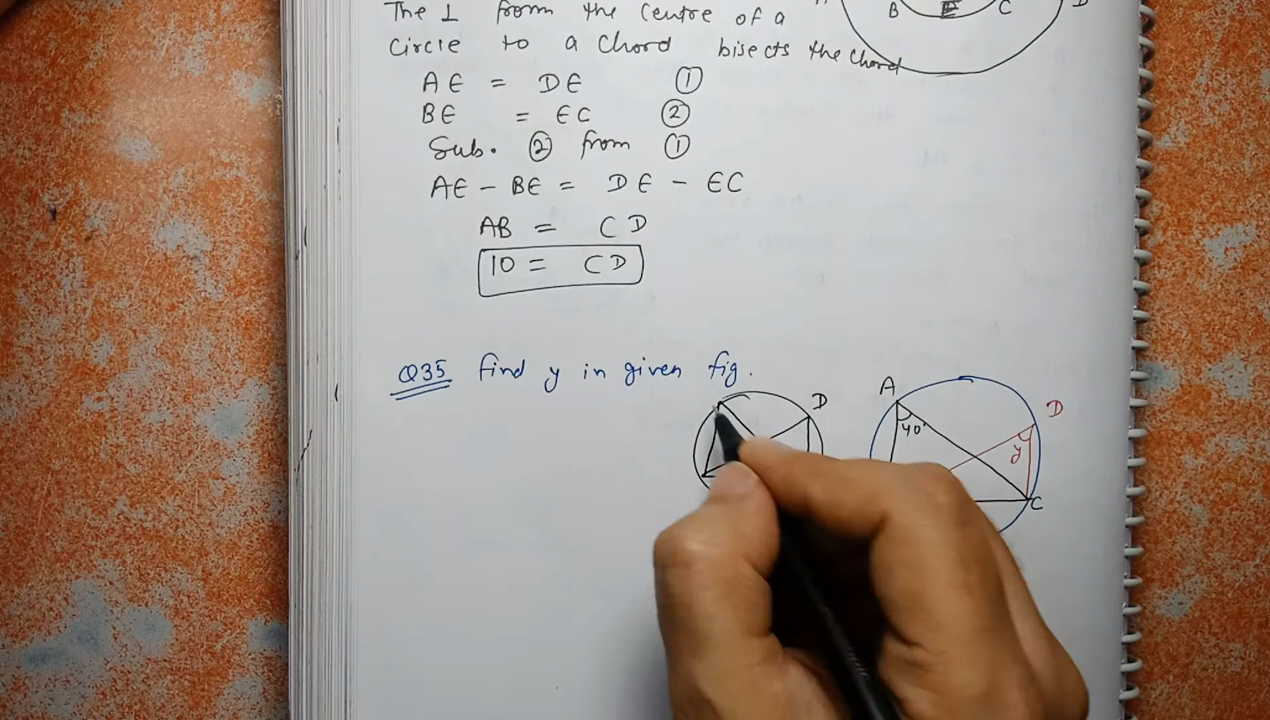 The ⊥ from the centre of a
Circle to a Chord bisects the Chord
B E C D
AE = DE ①
BE = EC ②
Sub. ② from ①
AE - BE = DE - EC
AB = CD
10 = CD
Q35 find y in given fig.
D
A
D
40°
y
C